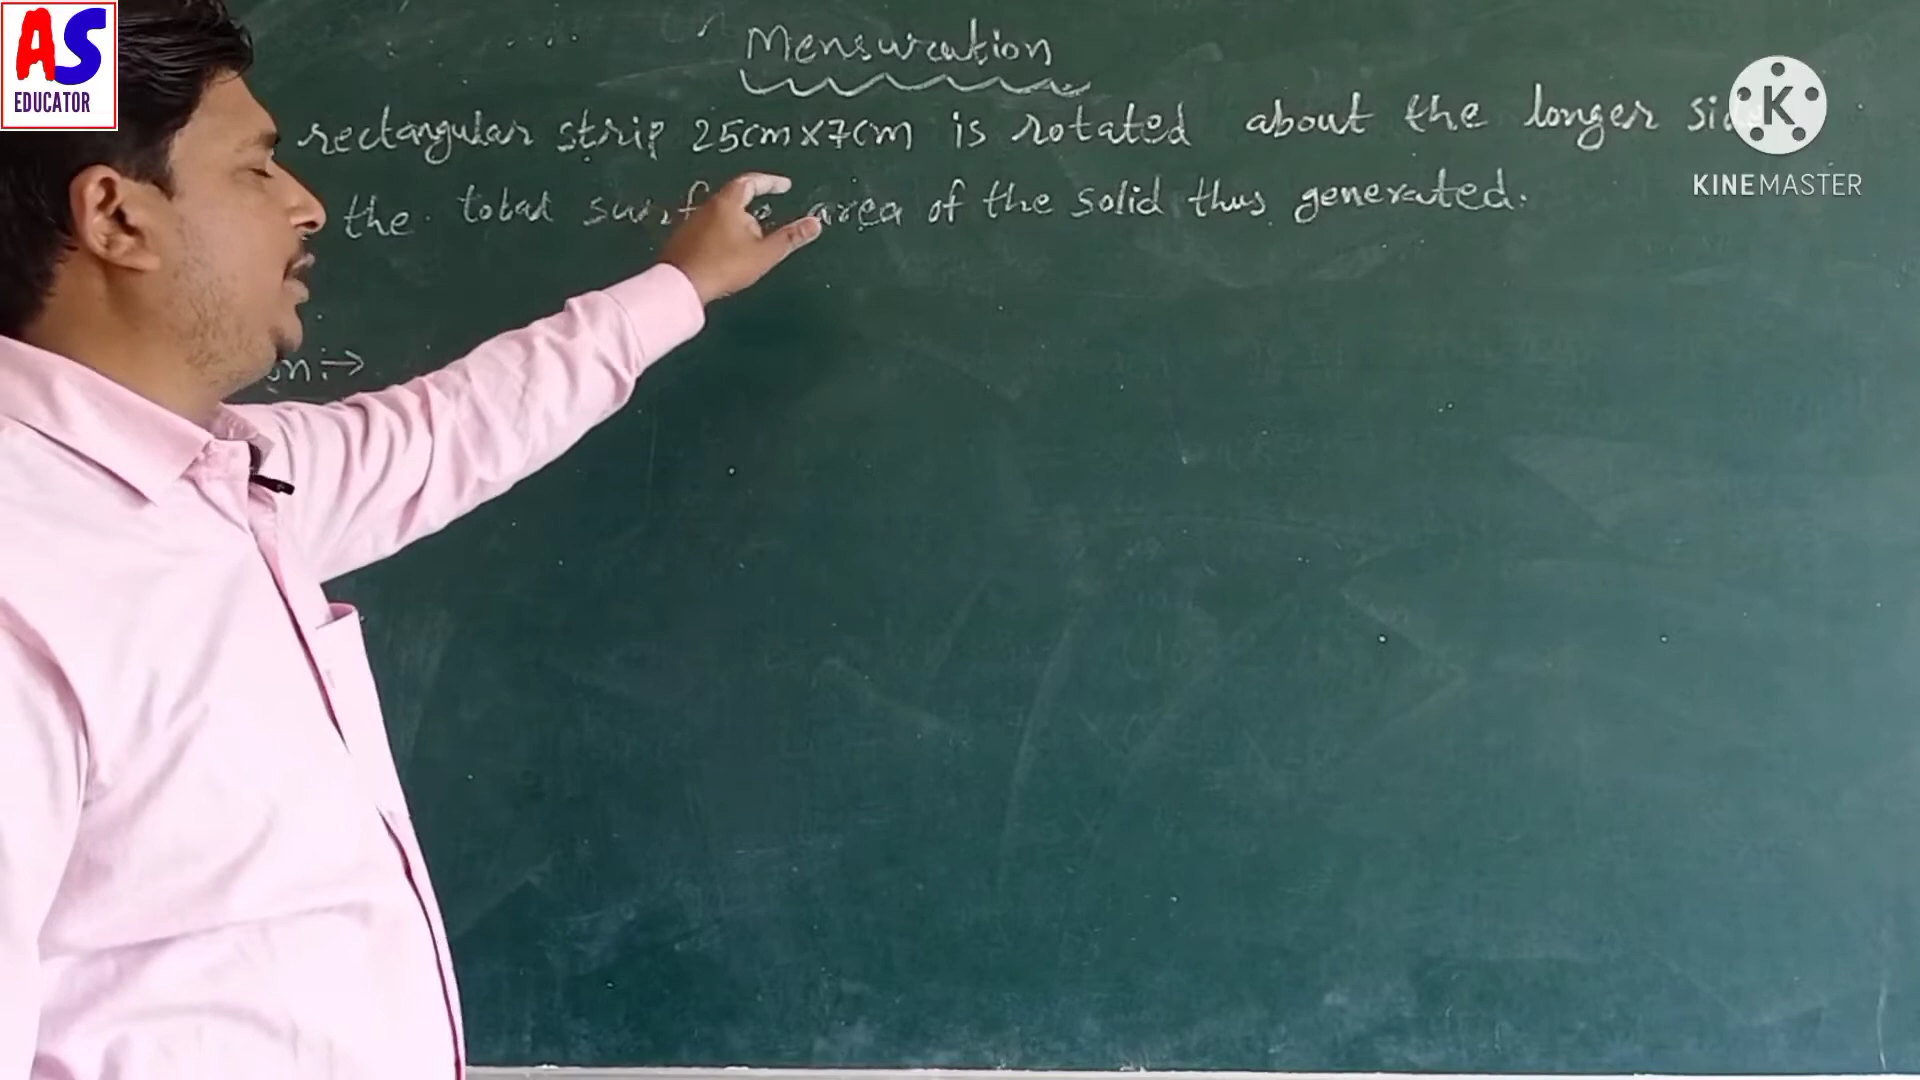 AS
EDUCATOR
Mensuration
rectangular strip 25cm×7cm is rotated about the longer
the total area of the solid thus generated.
K
KINEMASTER